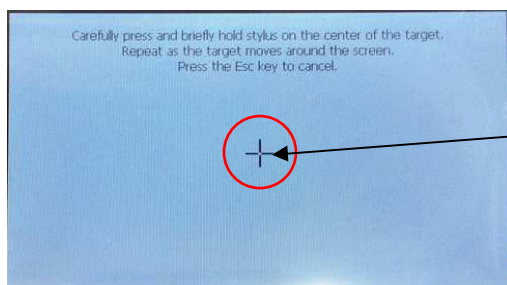 Carefully press and briefly hold stylus on the center of the target.
Repeat as the target moves around the screen.
Press the Esc key to cancel.